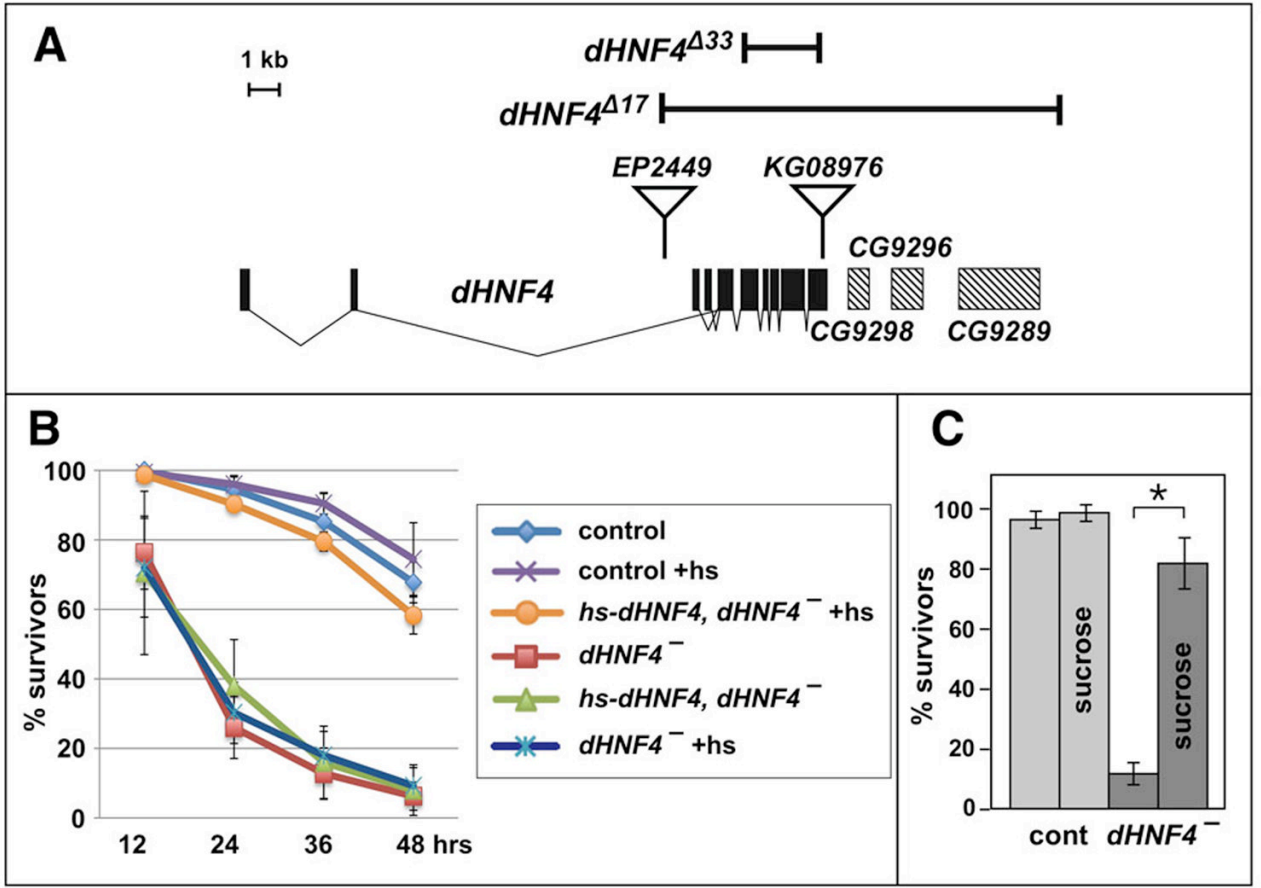 A
1 kb
dHNF4Δ33
dHNF4Δ17
EP2449 KG08976
CG9296
dHNF4
CG9298 CG9289
B
% survivors
100
80
60
40
20
0
12 24 36 48 hrs
control
control +hs
hs-dHNF4, dHNF4− +hs
dHNF4−
hs-dHNF4, dHNF4−
dHNF4− +hs
C
% survivors
100
80
60
40
20
0
*
sucrose
sucrose
cont dHNF4−